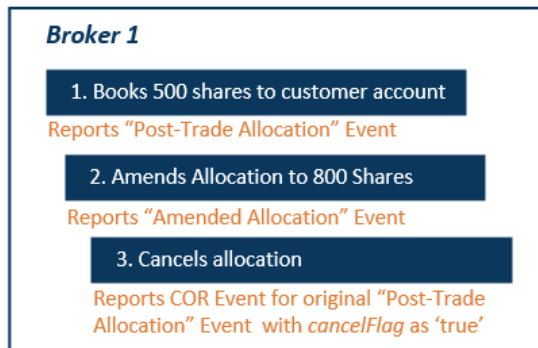 Broker 1
1. Books 500 shares to customer account
Reports “Post-Trade Allocation” Event
2. Amends Allocation to 800 Shares
Reports “Amended Allocation” Event
3. Cancels allocation
Reports COR Event for original “Post-Trade
Allocation” Event with cancelFlag as ‘true’